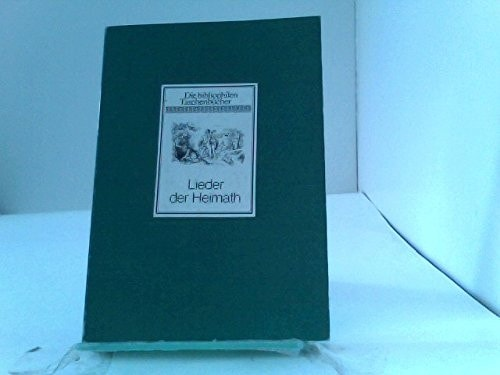 Die bibliophilen
Taschenbücher
Lieder
der Heimath